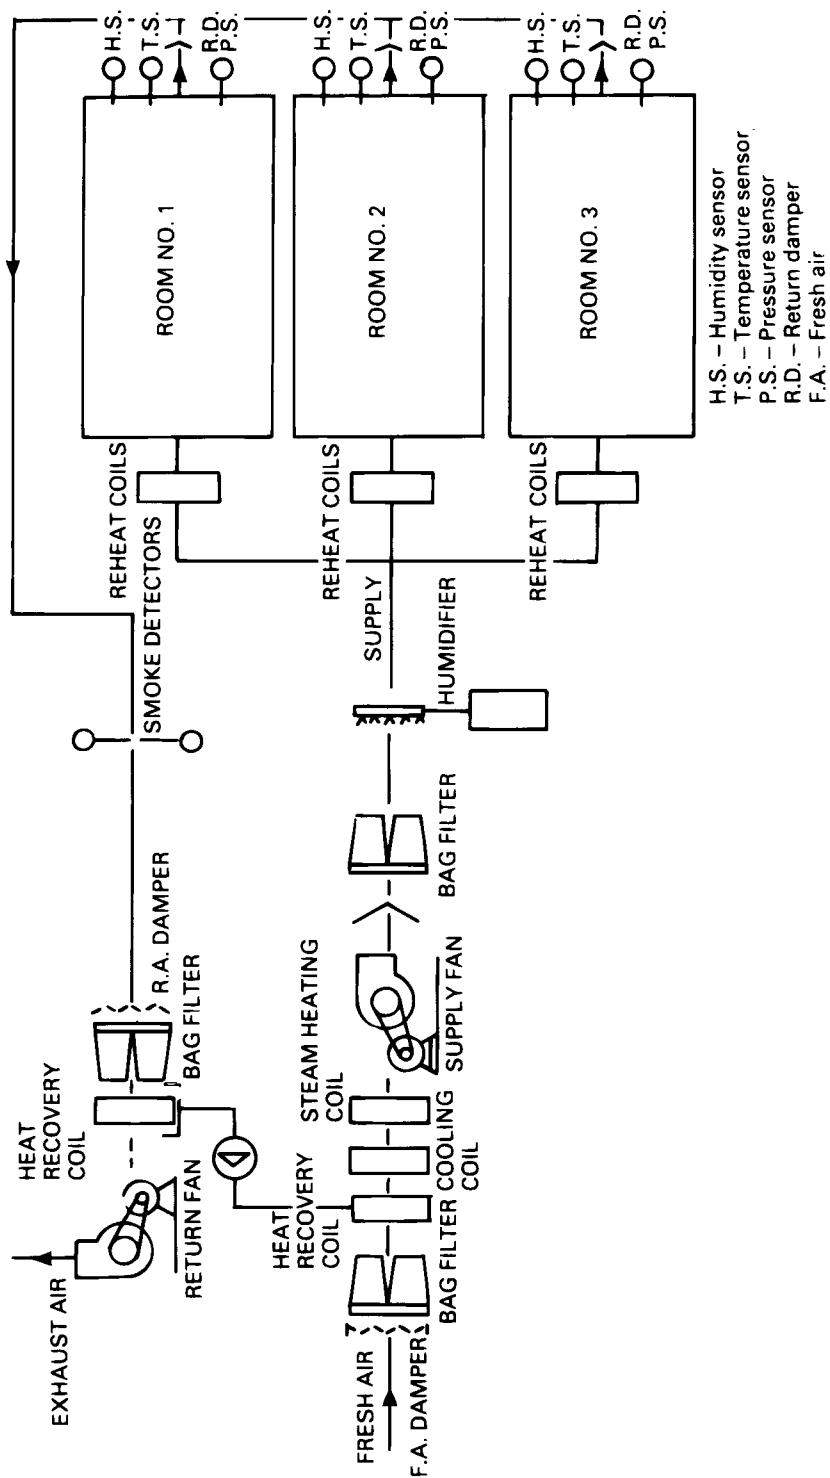 EXHAUST AIR
RETURN FAN
HEAT
RECOVERY
COIL
BAG FILTER
R.A. DAMPER
SMOKE DETECTORS
REHEAT COILS
ROOM NO. 1
H.S.
T.S.
R.D.
P.S.
FRESH AIR
F.A. DAMPER
BAG FILTER
HEAT
RECOVERY
COIL
COOLING
COIL
STEAM HEATING
COIL
SUPPLY FAN
BAG FILTER
HUMIDIFIER
SUPPLY
REHEAT COILS
ROOM NO. 2
H.S.
T.S.
R.D.
P.S.
REHEAT COILS
ROOM NO. 3
H.S.
T.S.
R.D.
P.S.
H.S. – Humidity sensor
T.S. – Temperature sensor
P.S. – Pressure sensor
R.D. – Return damper
F.A. – Fresh air